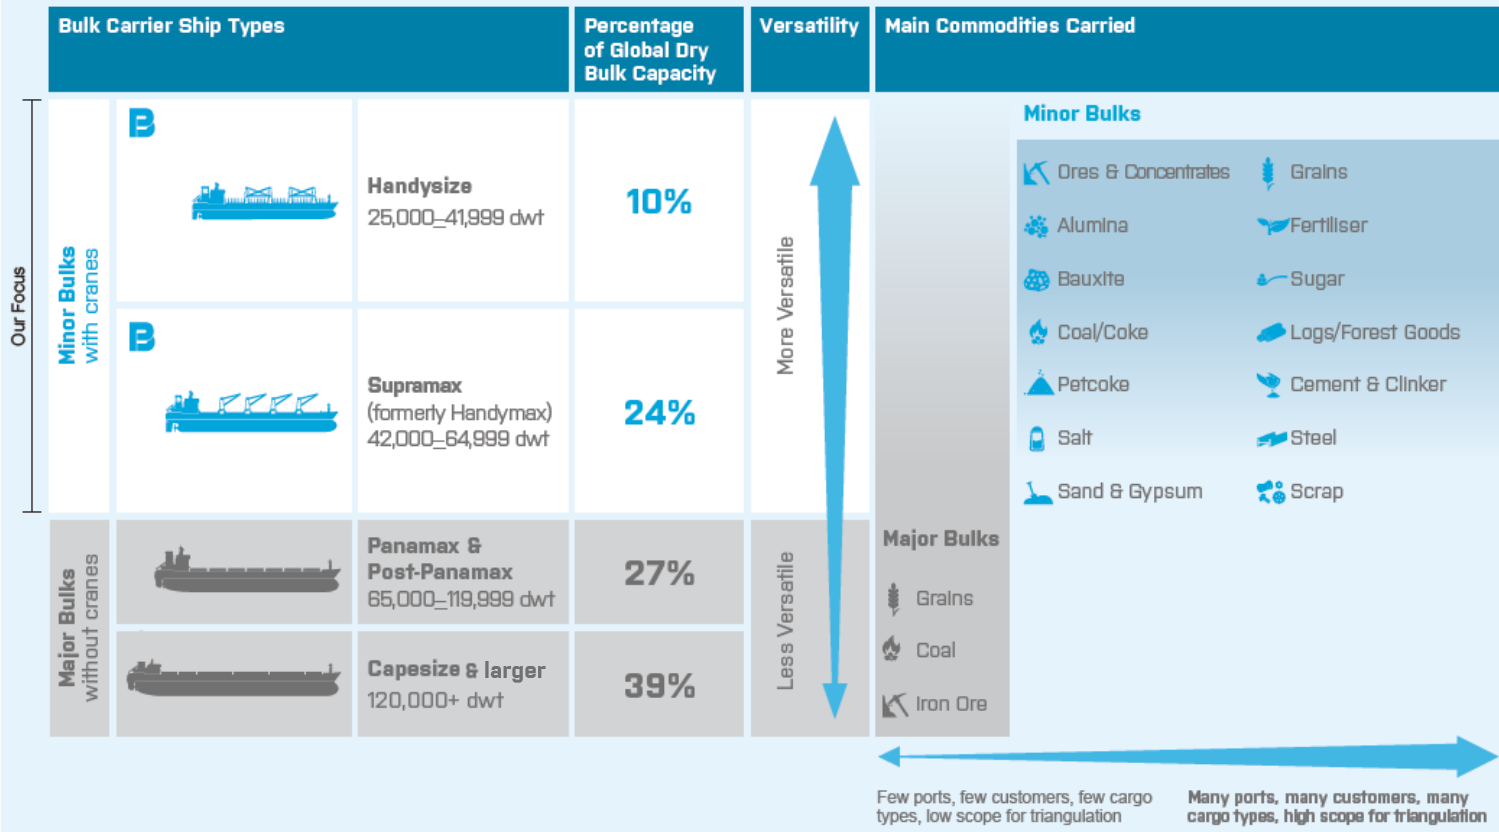 Bulk Carrier Ship Types
Percentage
of Global Dry
Bulk Capacity
Versatility
Main Commodities Carried
Our Focus
Minor Bulks
with cranes
B
Handysize
25,000–41,999 dwt
10%
B
Supramax
(formerly Handymax)
42,000–64,999 dwt
24%
Major Bulks
without cranes
Panamax &
Post-Panamax
65,000–119,999 dwt
27%
Capesize & larger
120,000+ dwt
39%
More Versatile
Less Versatile
Minor Bulks
Ores & Concentrates
Grains
Alumina
Fertiliser
Bauxite
Sugar
Coal/Coke
Logs/Forest Goods
Petcoke
Cement & Clinker
Salt
Steel
Sand & Gypsum
Scrap
Major Bulks
Grains
Coal
Iron Ore
Few ports, few customers, few cargo
types, low scope for triangulation
Many ports, many customers, many
cargo types, high scope for triangulation